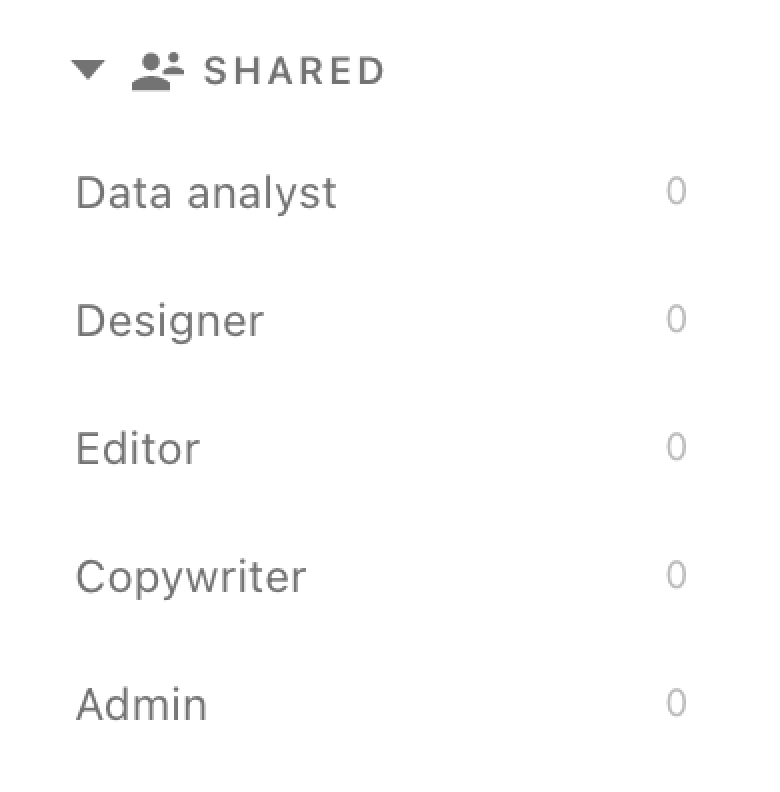 SHARED
Data analyst 0
Designer 0
Editor 0
Copywriter 0
Admin 0